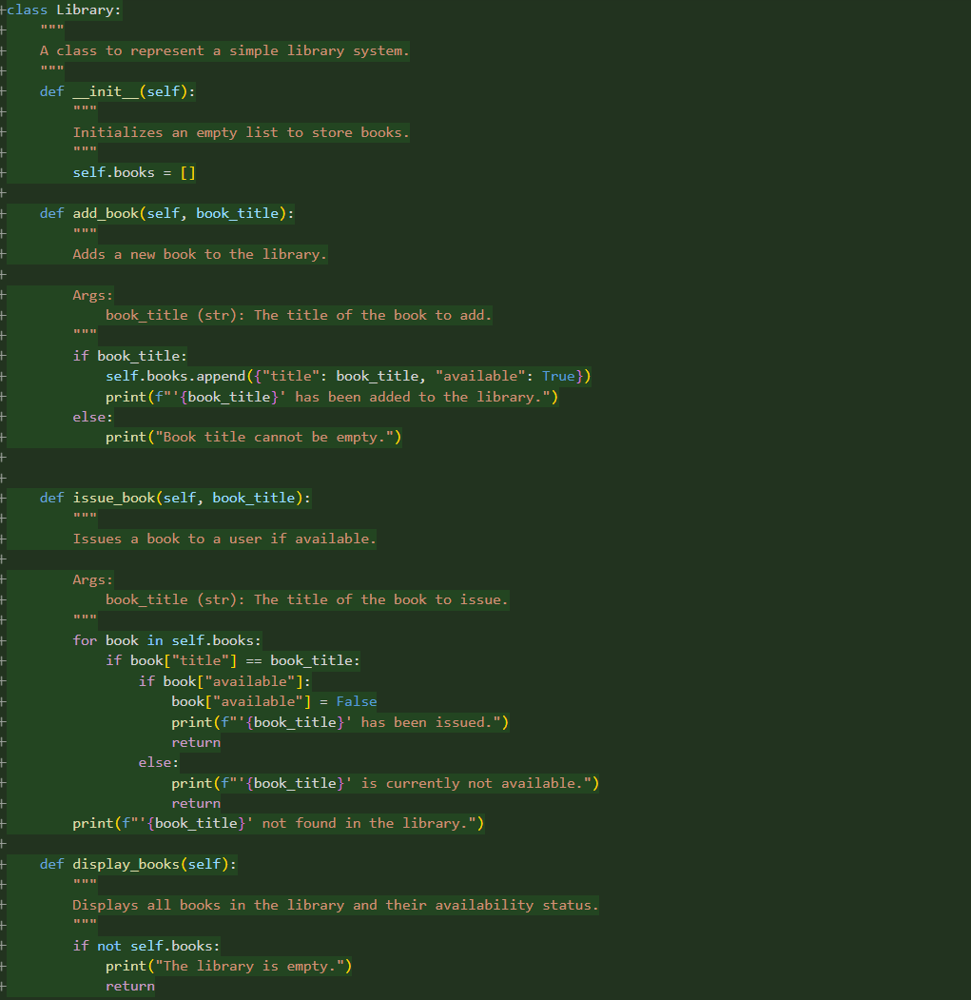 +class Library:
+    """
+    A class to represent a simple library system.
+    """
+    def __init__(self):
+        """
+        Initializes an empty list to store books.
+        """
+        self.books = []
+
+    def add_book(self, book_title):
+        """
+        Adds a new book to the library.
+
+        Args:
+            book_title (str): The title of the book to add.
+        """
+        if book_title:
+            self.books.append({"title": book_title, "available": True})
+            print(f"'{book_title}' has been added to the library.")
+        else:
+            print("Book title cannot be empty.")
+
+
+    def issue_book(self, book_title):
+        """
+        Issues a book to a user if available.
+
+        Args:
+            book_title (str): The title of the book to issue.
+        """
+        for book in self.books:
+            if book["title"] == book_title:
+                if book["available"]:
+                    book["available"] = False
+                    print(f"'{book_title}' has been issued.")
+                    return
+                else:
+                    print(f"'{book_title}' is currently not available.")
+                    return
+        print(f"'{book_title}' not found in the library.")
+
+    def display_books(self):
+        """
+        Displays all books in the library and their availability status.
+        """
+        if not self.books:
+            print("The library is empty.")
+            return